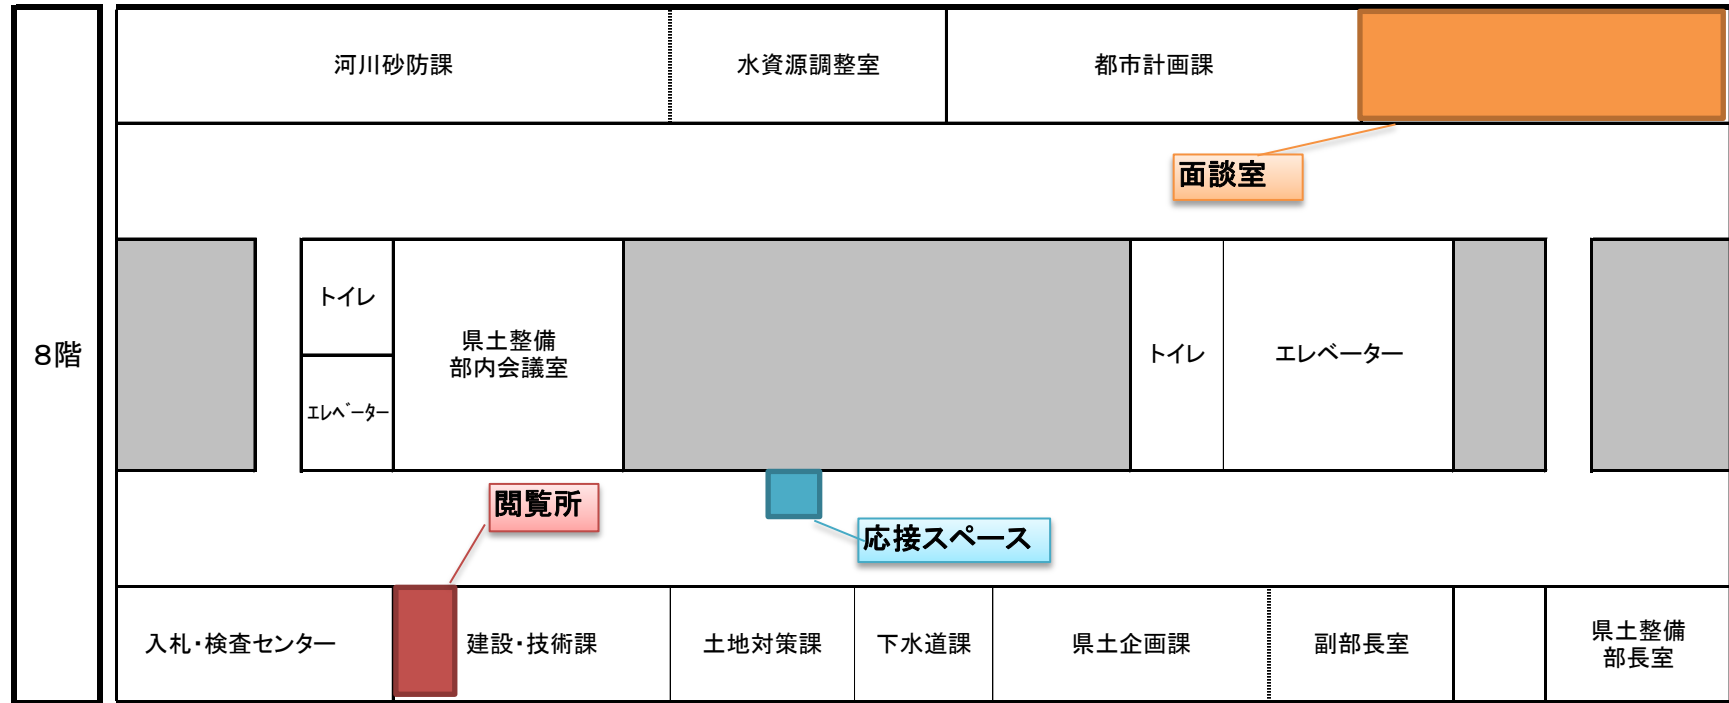 河川砂防課
水資源調整室
都市計画課
面談室
8階
トイレ
エレベーター
県土整備
部内会議室
トイレ
エレベーター
閲覧所
応接スペース
入札・検査センター
建設・技術課
土地対策課
下水道課
県土企画課
副部長室
県土整備
部長室